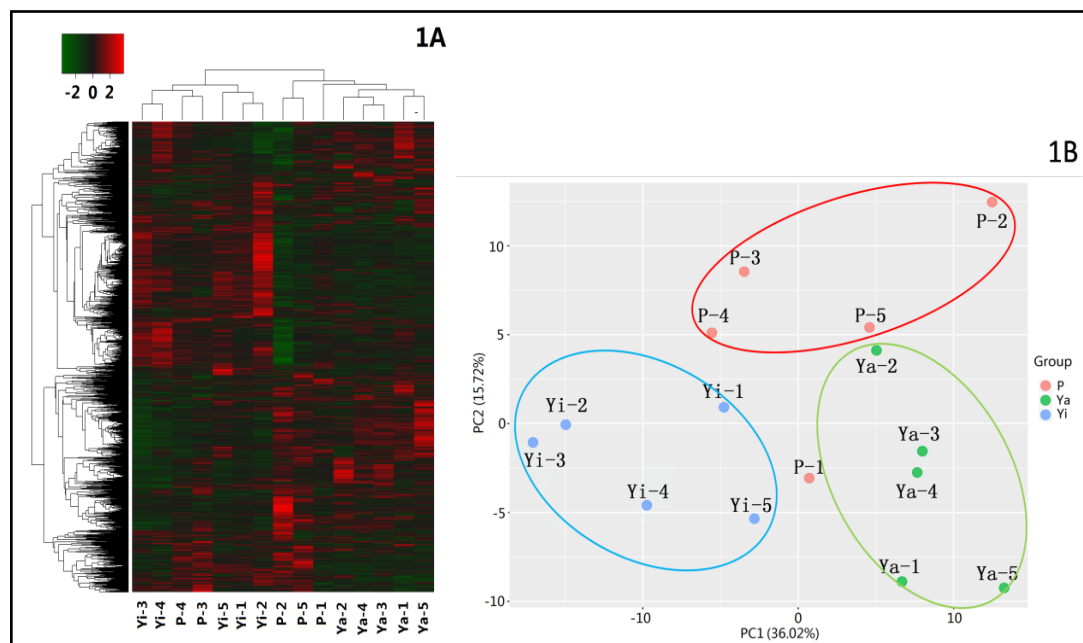 1A
-2 0 2
Yi-3 Yi-4 P-4 P-3 Yi-5 Yi-1 Yi-2 P-2 P-5 P-1 Ya-2 Ya-4 Ya-3 Ya-1 Ya-5
1B
P-2
P-3
10
P-4
P-5
5
Ya-2
Group
P
Ya
Yi
PC2 (15.72%)
Yi-1
Yi-2
0
Yi-3
Ya-3
P-1
Ya-4
Yi-4
Yi-5
-5
Ya-1
Ya-5
-10
-10 0 10
PC1 (36.02%)